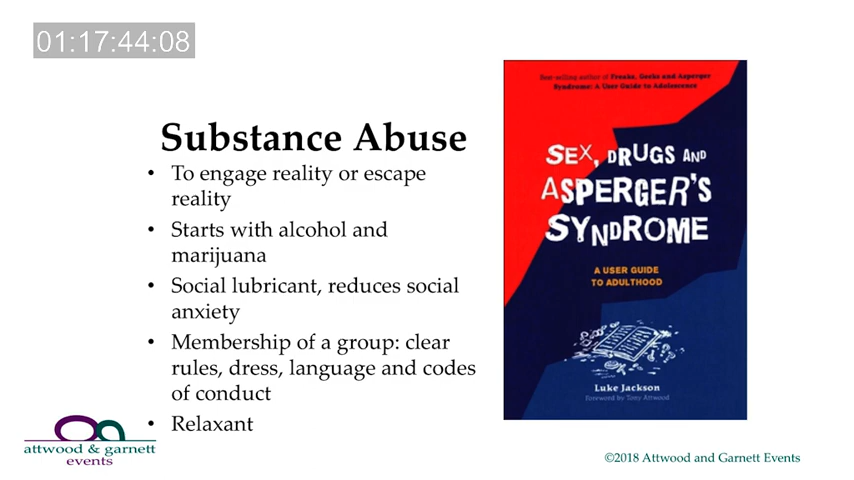 01:17:44:08
Substance Abuse
• To engage reality or escape
reality
• Starts with alcohol and
marijuana
• Social lubricant, reduces social
anxiety
• Membership of a group: clear
rules, dress, language and codes
of conduct
• Relaxant
Best-selling author of Freaks, Geeks and Asperger
Syndrome: A User Guide to Adolescence
SEX, DRUGS AND
ASPERGER'S
SYNDROME
A USER GUIDE
TO ADULTHOOD
Luke Jackson
Foreword by Tony Attwood
attwood & garnett
events
©2018 Attwood and Garnett Events